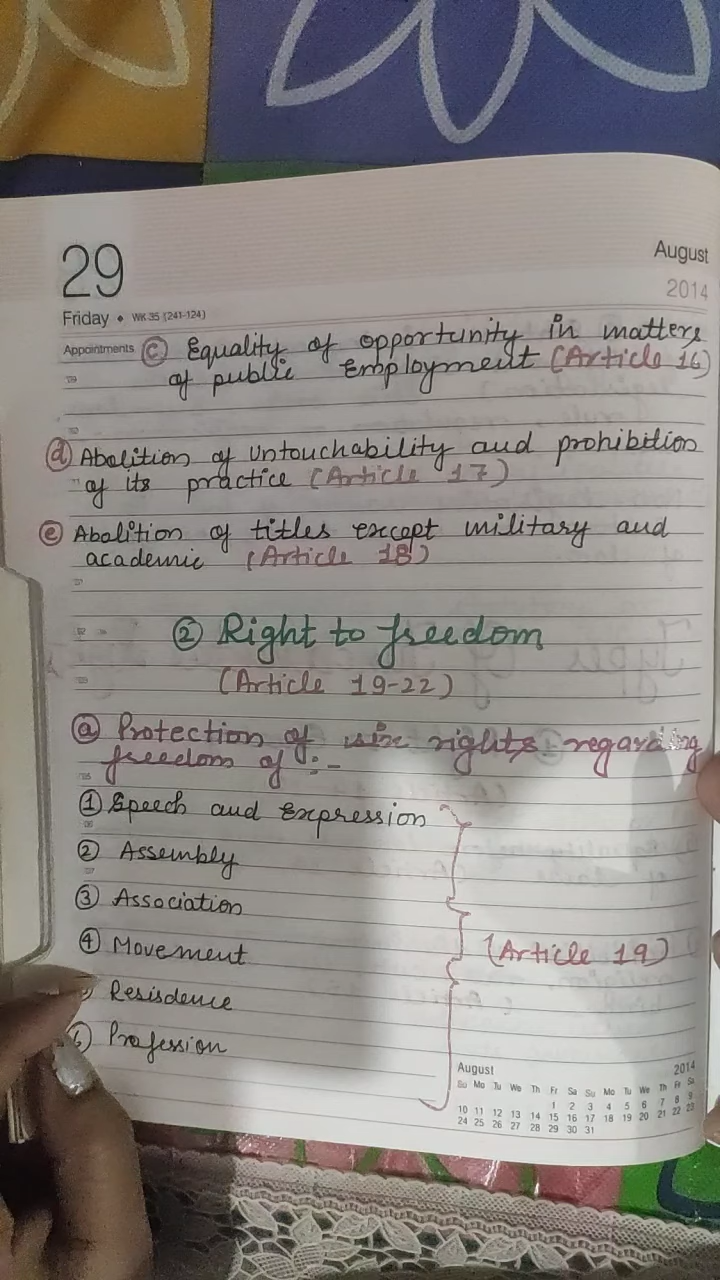 29
August
2014
Friday • WK 35 (241-124)
Appointments
ⓒ Equality of opportunity in matters
of public Employment (Article 16)
ⓓ Abolition of Untouchability and prohibition
of its practice (Article 17)
ⓔ Abolition of titles except military and
academic (Article 18)
② Right to freedom
(Article 19-22)
ⓐ Protection of six rights regarding
freedom of :-
① Speech and Expression
② Assembly
③ Association
④ Movement
(Article 19)
Resisdence
⑥ Profession
August 2014
Su Mo Tu We Th Fr Sa Su Mo Tu We Th Fr Sa
1 2 3 4 5 6 7 8 9
10 11 12 13 14 15 16 17 18 19 20 21 22 23
24 25 26 27 28 29 30 31